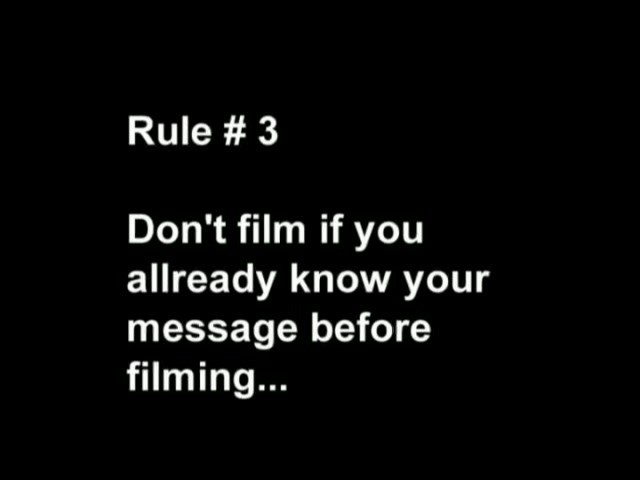 Rule # 3
Don't film if you
allready know your
message before
filming...